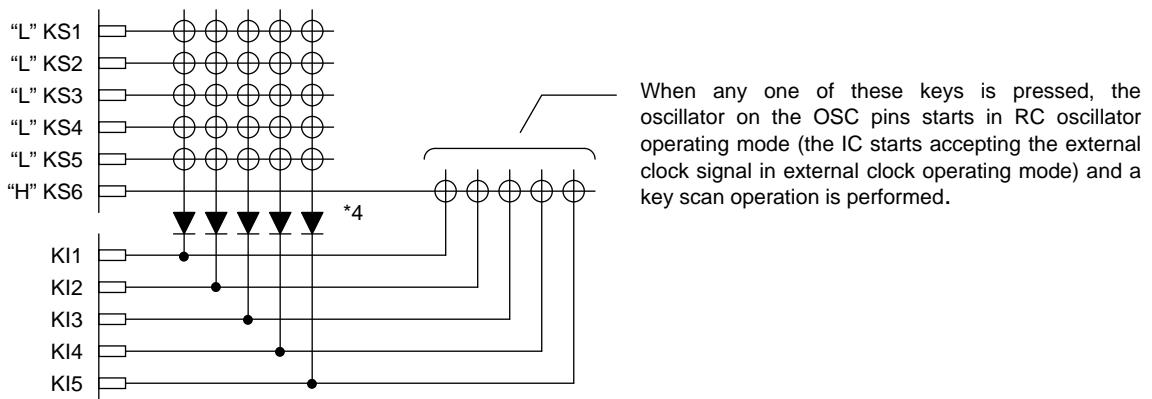 “L” KS1
“L” KS2
“L” KS3
“L” KS4
“L” KS5
“H” KS6
*4
KI1
KI2
KI3
KI4
KI5
When any one of these keys is pressed, the
oscillator on the OSC pins starts in RC oscillator
operating mode (the IC starts accepting the external
clock signal in external clock operating mode) and a
key scan operation is performed.